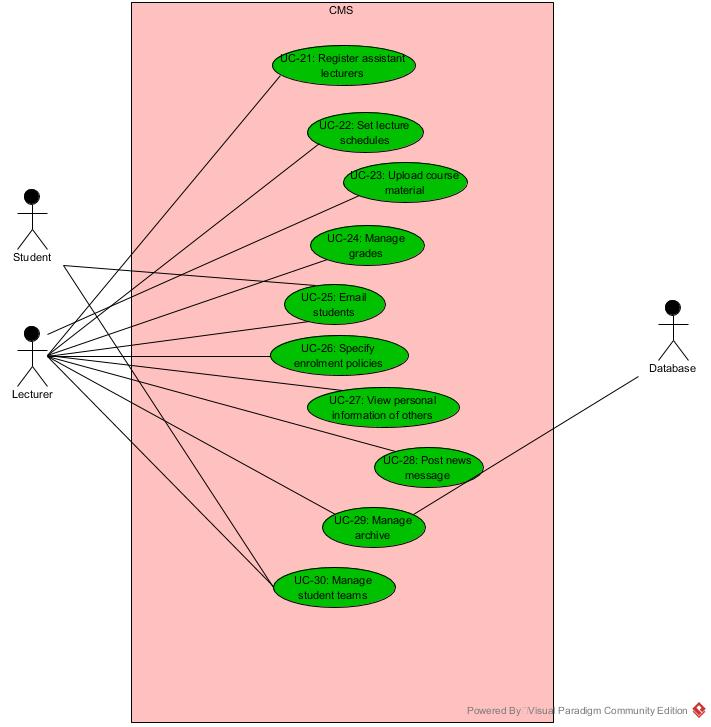 CMS
UC-21: Register assistant
lecturers
UC-22: Set lecture
schedules
UC-23: Upload course
material
UC-24: Manage
grades
Student
UC-25: Email
students
Lecturer
UC-26: Specify
enrolment policies
Database
UC-27: View personal
information of others
UC-28: Post news
message
UC-29: Manage
archive
UC-30: Manage
student teams
Powered By Visual Paradigm Community Edition